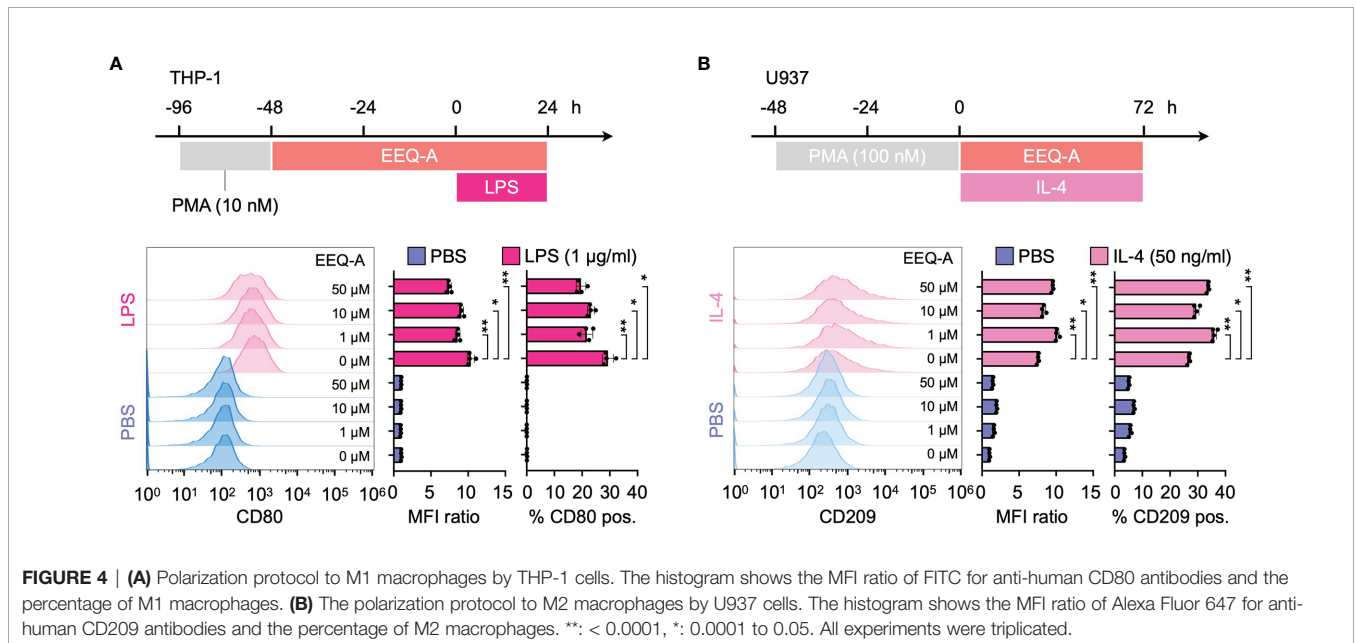 A
THP-1
-96 -48 -24 0 24 h
EEQ-A
LPS
PMA (10 nM)
PBS LPS (1 µg/ml)
EEQ-A
LPS
50 µM
10 µM
1 µM
0 µM
PBS
50 µM
10 µM
1 µM
0 µM
** * ** * * **
10⁰ 10¹ 10² 10³ 10⁴ 10⁵ 10⁶ 0 5 10 15 0 10 20 30 40
CD80 MFI ratio % CD80 pos.
B
U937
-48 -24 0 72 h
PMA (100 nM) EEQ-A
IL-4
PBS IL-4 (50 ng/ml)
EEQ-A
IL-4
50 µM
10 µM
1 µM
0 µM
PBS
50 µM
10 µM
1 µM
0 µM
** * ** ** * **
10⁰ 10¹ 10² 10³ 10⁴ 10⁵ 10⁶ 0 5 10 15 0 10 20 30 40
CD209 MFI ratio % CD209 pos.
FIGURE 4 | (A) Polarization protocol to M1 macrophages by THP-1 cells. The histogram shows the MFI ratio of FITC for anti-human CD80 antibodies and the
percentage of M1 macrophages. (B) The polarization protocol to M2 macrophages by U937 cells. The histogram shows the MFI ratio of Alexa Fluor 647 for anti-
human CD209 antibodies and the percentage of M2 macrophages. **: < 0.0001, *: 0.0001 to 0.05. All experiments were triplicated.